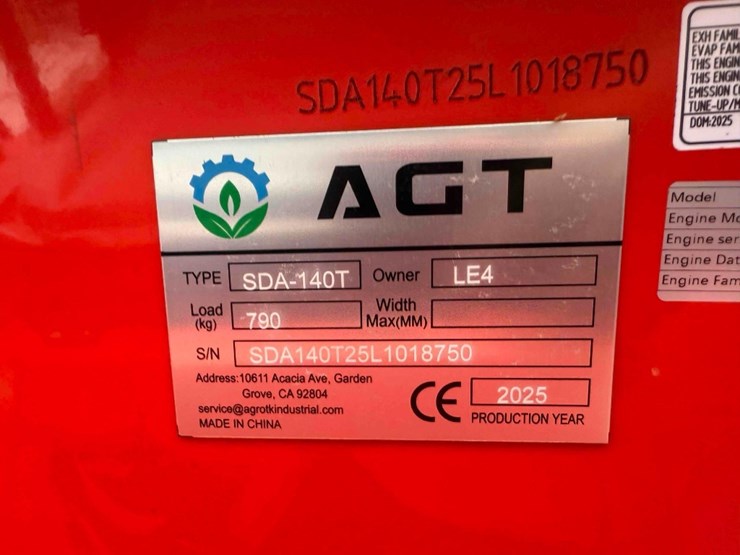 SDA140T25L1018750
AGT
TYPE SDA-140T Owner LE4
Load (kg) 790 Width Max(MM)
S/N SDA140T25L1018750
Address:10611 Acacia Ave, Garden
Grove, CA 92804
service@agrotkindustrial.com
MADE IN CHINA
CE
2025
PRODUCTION YEAR
EXH FAMIL
EVAP FAM
THIS ENGIN
THIS ENGIN
EMISSION C
TUNE-UP/M
DOM:2025
Model
Engine Mo
Engine ser
Engine Dat
Engine Fam